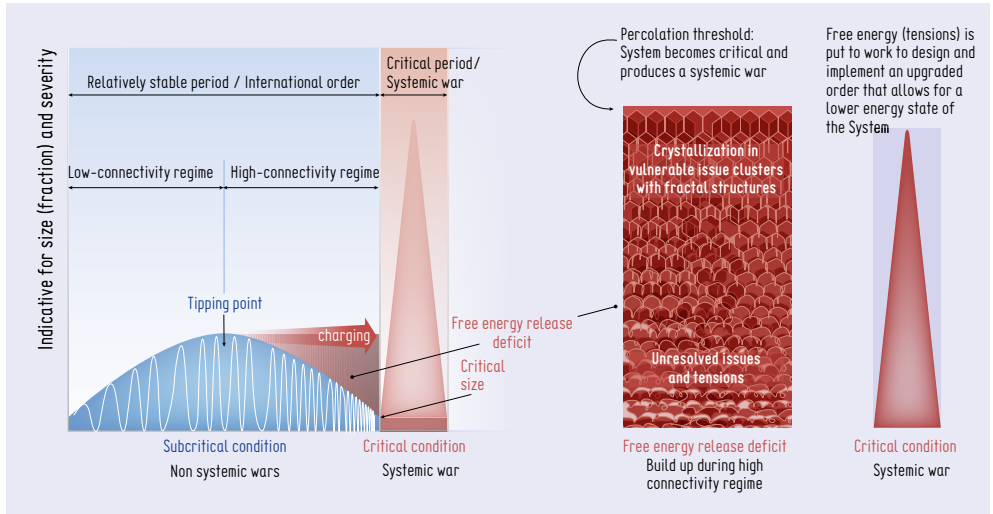 Indicative for size (fraction) and severity
Relatively stable period / International order
Critical period/
Systemic war
Low-connectivity regime
High-connectivity regime
Tipping point
charging
Free energy release
deficit
Critical
size
Subcritical condition
Non systemic wars
Critical condition
Systemic war
Percolation threshold:
System becomes critical and
produces a systemic war
Crystallization in
vulnerable issue clusters
with fractal structures
Unresolved issues
and tensions
Free energy release deficit
Build up during high
connectivity regime
Free energy (tensions) is
put to work to design and
implement an upgraded
order that allows for a
lower energy state of
the System
Critical condition
Systemic war